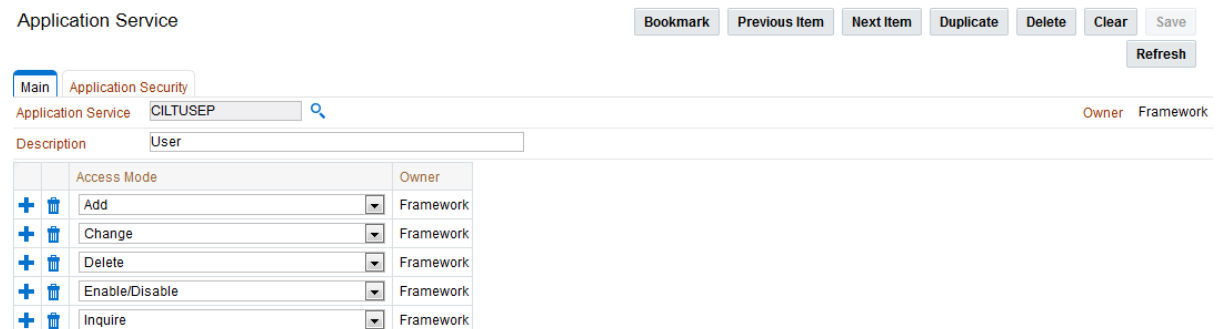 Application Service
Bookmark Previous Item Next Item Duplicate Delete Clear Save
Refresh
Main Application Security
Application Service CILTUSEP Owner Framework
Description User
Access Mode Owner
Add Framework
Change Framework
Delete Framework
Enable/Disable Framework
Inquire Framework